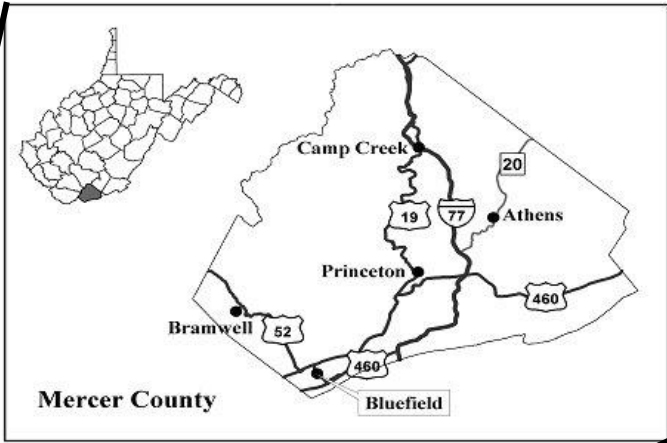 Camp Creek
20
19
77
Athens
Princeton
460
Bramwell
52
460
Mercer County
Bluefield